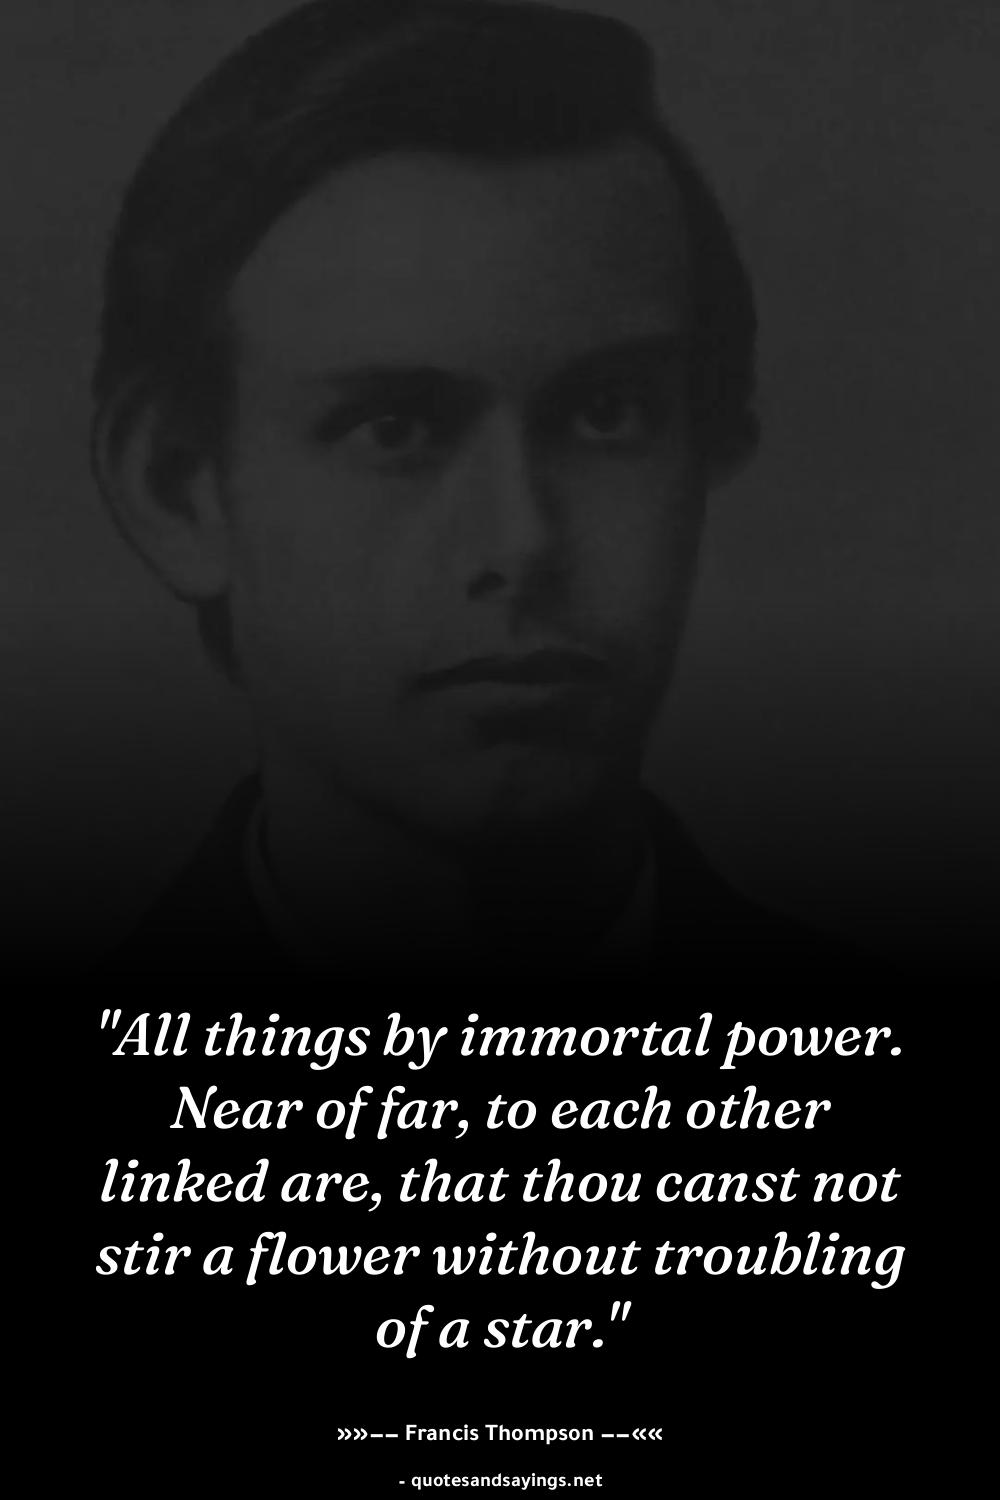 "All things by immortal power.
Near of far, to each other
linked are, that thou canst not
stir a flower without troubling
of a star."
»»−− Francis Thompson −−««
- quotesandsayings.net